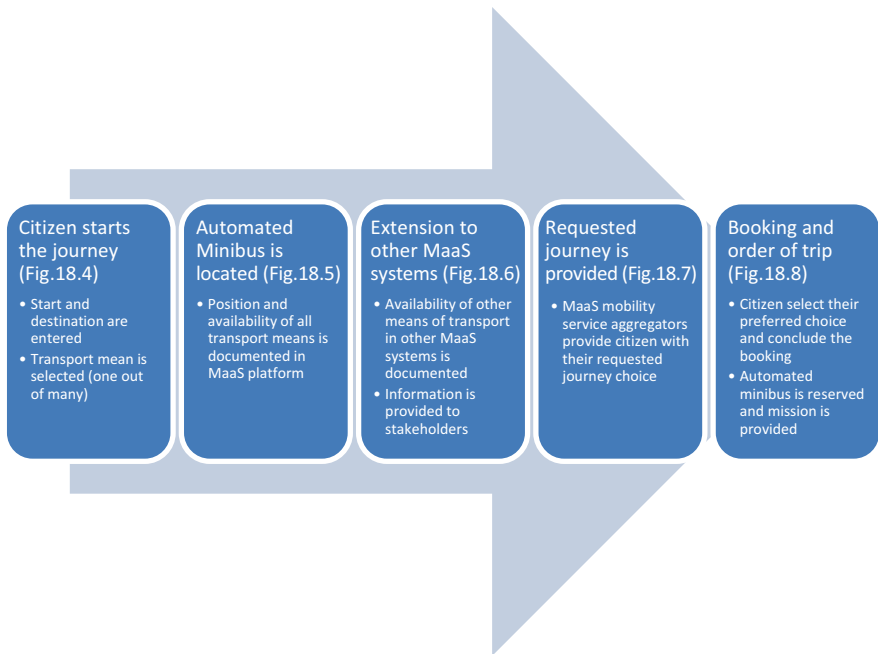 Citizen starts
the journey
(Fig.18.4)
• Start and
destination are
entered
• Transport mean is
selected (one out
of many)
Automated
Minibus is
located (Fig.18.5)
• Position and
availability of all
transport means is
documented in
MaaS platform
Extension to
other MaaS
systems (Fig.18.6)
• Availability of other
means of transport
in other MaaS
systems is
documented
• Information is
provided to
stakeholders
Requested
journey is
provided (Fig.18.7)
• MaaS mobility
service aggregators
provide citizen with
their requested
journey choice
Booking and
order of trip
(Fig.18.8)
• Citizen select their
preferred choice
and conclude the
booking
• Automated
minibus is reserved
and mission is
provided